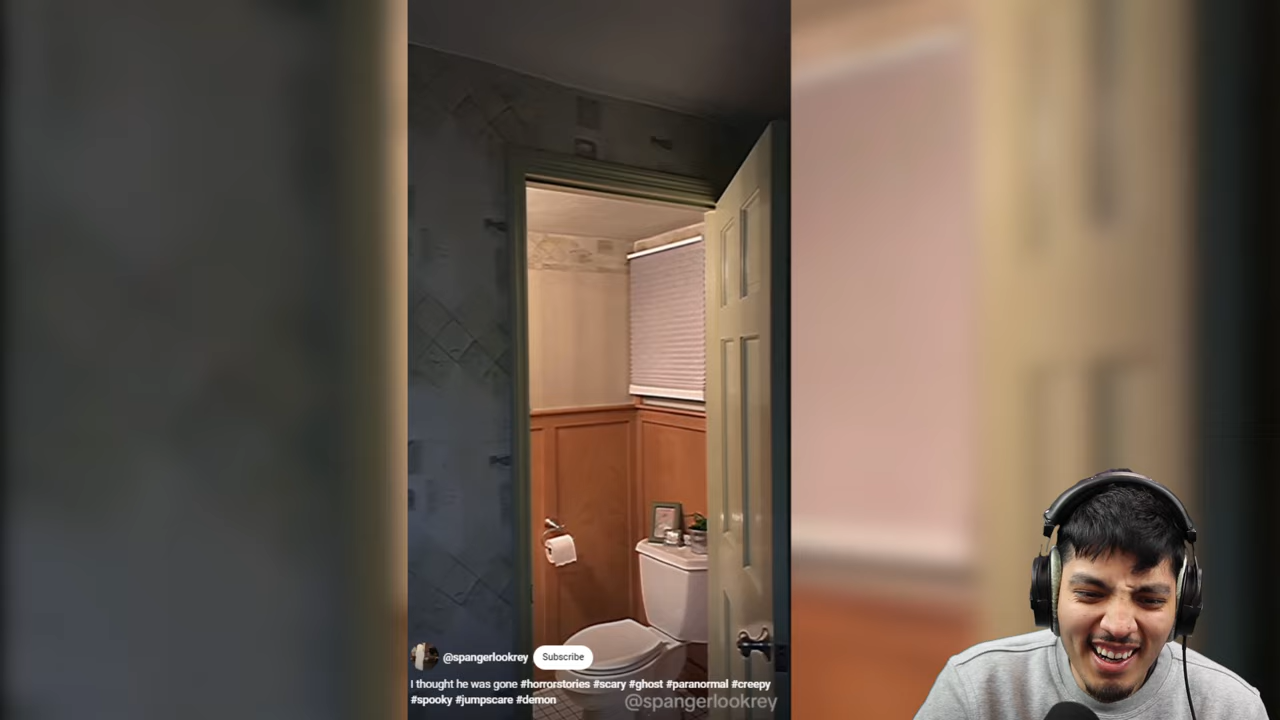 @spangerlookrey Subscribe
I thought he was gone #horrorstories #scary #ghost #paranormal #creepy
#spooky #jumpscare #demon
@spangerlookrey